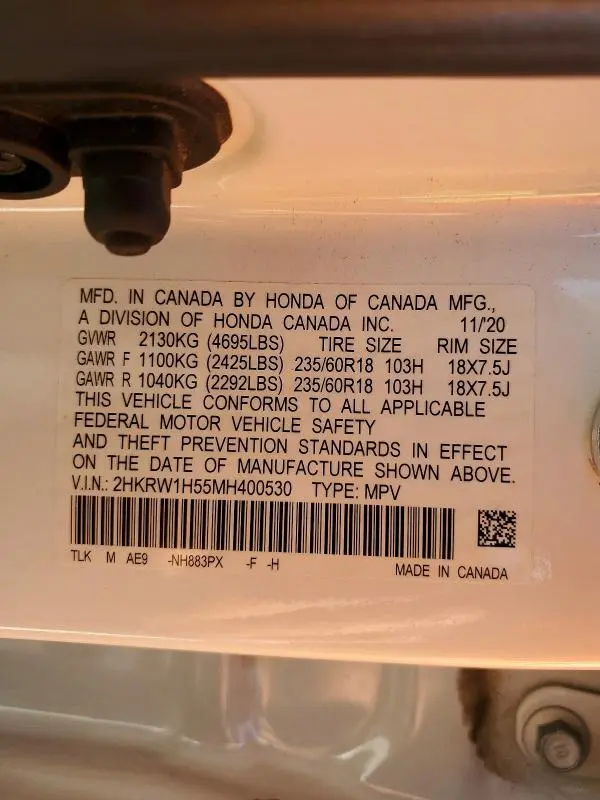 MFD. IN CANADA BY HONDA OF CANADA MFG.,
A DIVISION OF HONDA CANADA INC. 11/'20
GVWR 2130KG (4695LBS) TIRE SIZE RIM SIZE
GAWR F 1100KG (2425LBS) 235/60R18 103H 18X7.5J
GAWR R 1040KG (2292LBS) 235/60R18 103H 18X7.5J
THIS VEHICLE CONFORMS TO ALL APPLICABLE
FEDERAL MOTOR VEHICLE SAFETY
AND THEFT PREVENTION STANDARDS IN EFFECT
ON THE DATE OF MANUFACTURE SHOWN ABOVE.
V.I.N.: 2HKRW1H55MH400530 TYPE: MPV
TLK M AE9 -NH883PX -F -H MADE IN CANADA